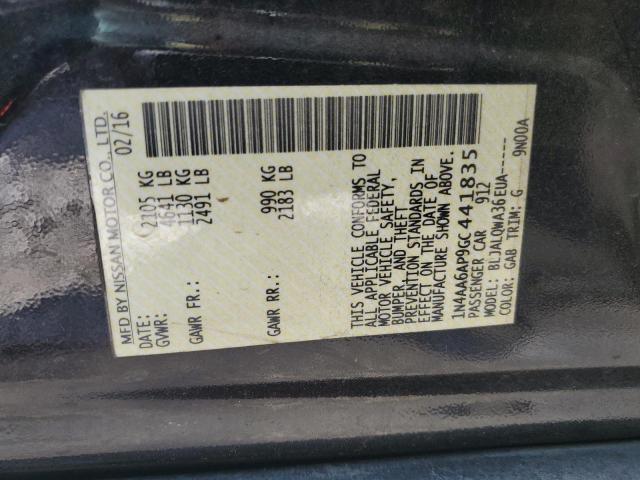 MFD BY NISSAN MOTOR CO., LTD.
DATE: 02/16
GVWR: 2105 KG
4641 LB
GAWR FR.: 1130 KG
2491 LB
GAWR RR.: 990 KG
2183 LB
THIS VEHICLE CONFORMS TO
ALL APPLICABLE FEDERAL
MOTOR VEHICLE SAFETY,
BUMPER, AND THEFT
PREVENTION STANDARDS IN
EFFECT ON THE DATE OF
MANUFACTURE SHOWN ABOVE.
1N4AA6AP9GC441835
PASSENGER CAR 912
MODEL: BLJALQWA36EUA-----
COLOR: GAB TRIM: G 9N00A